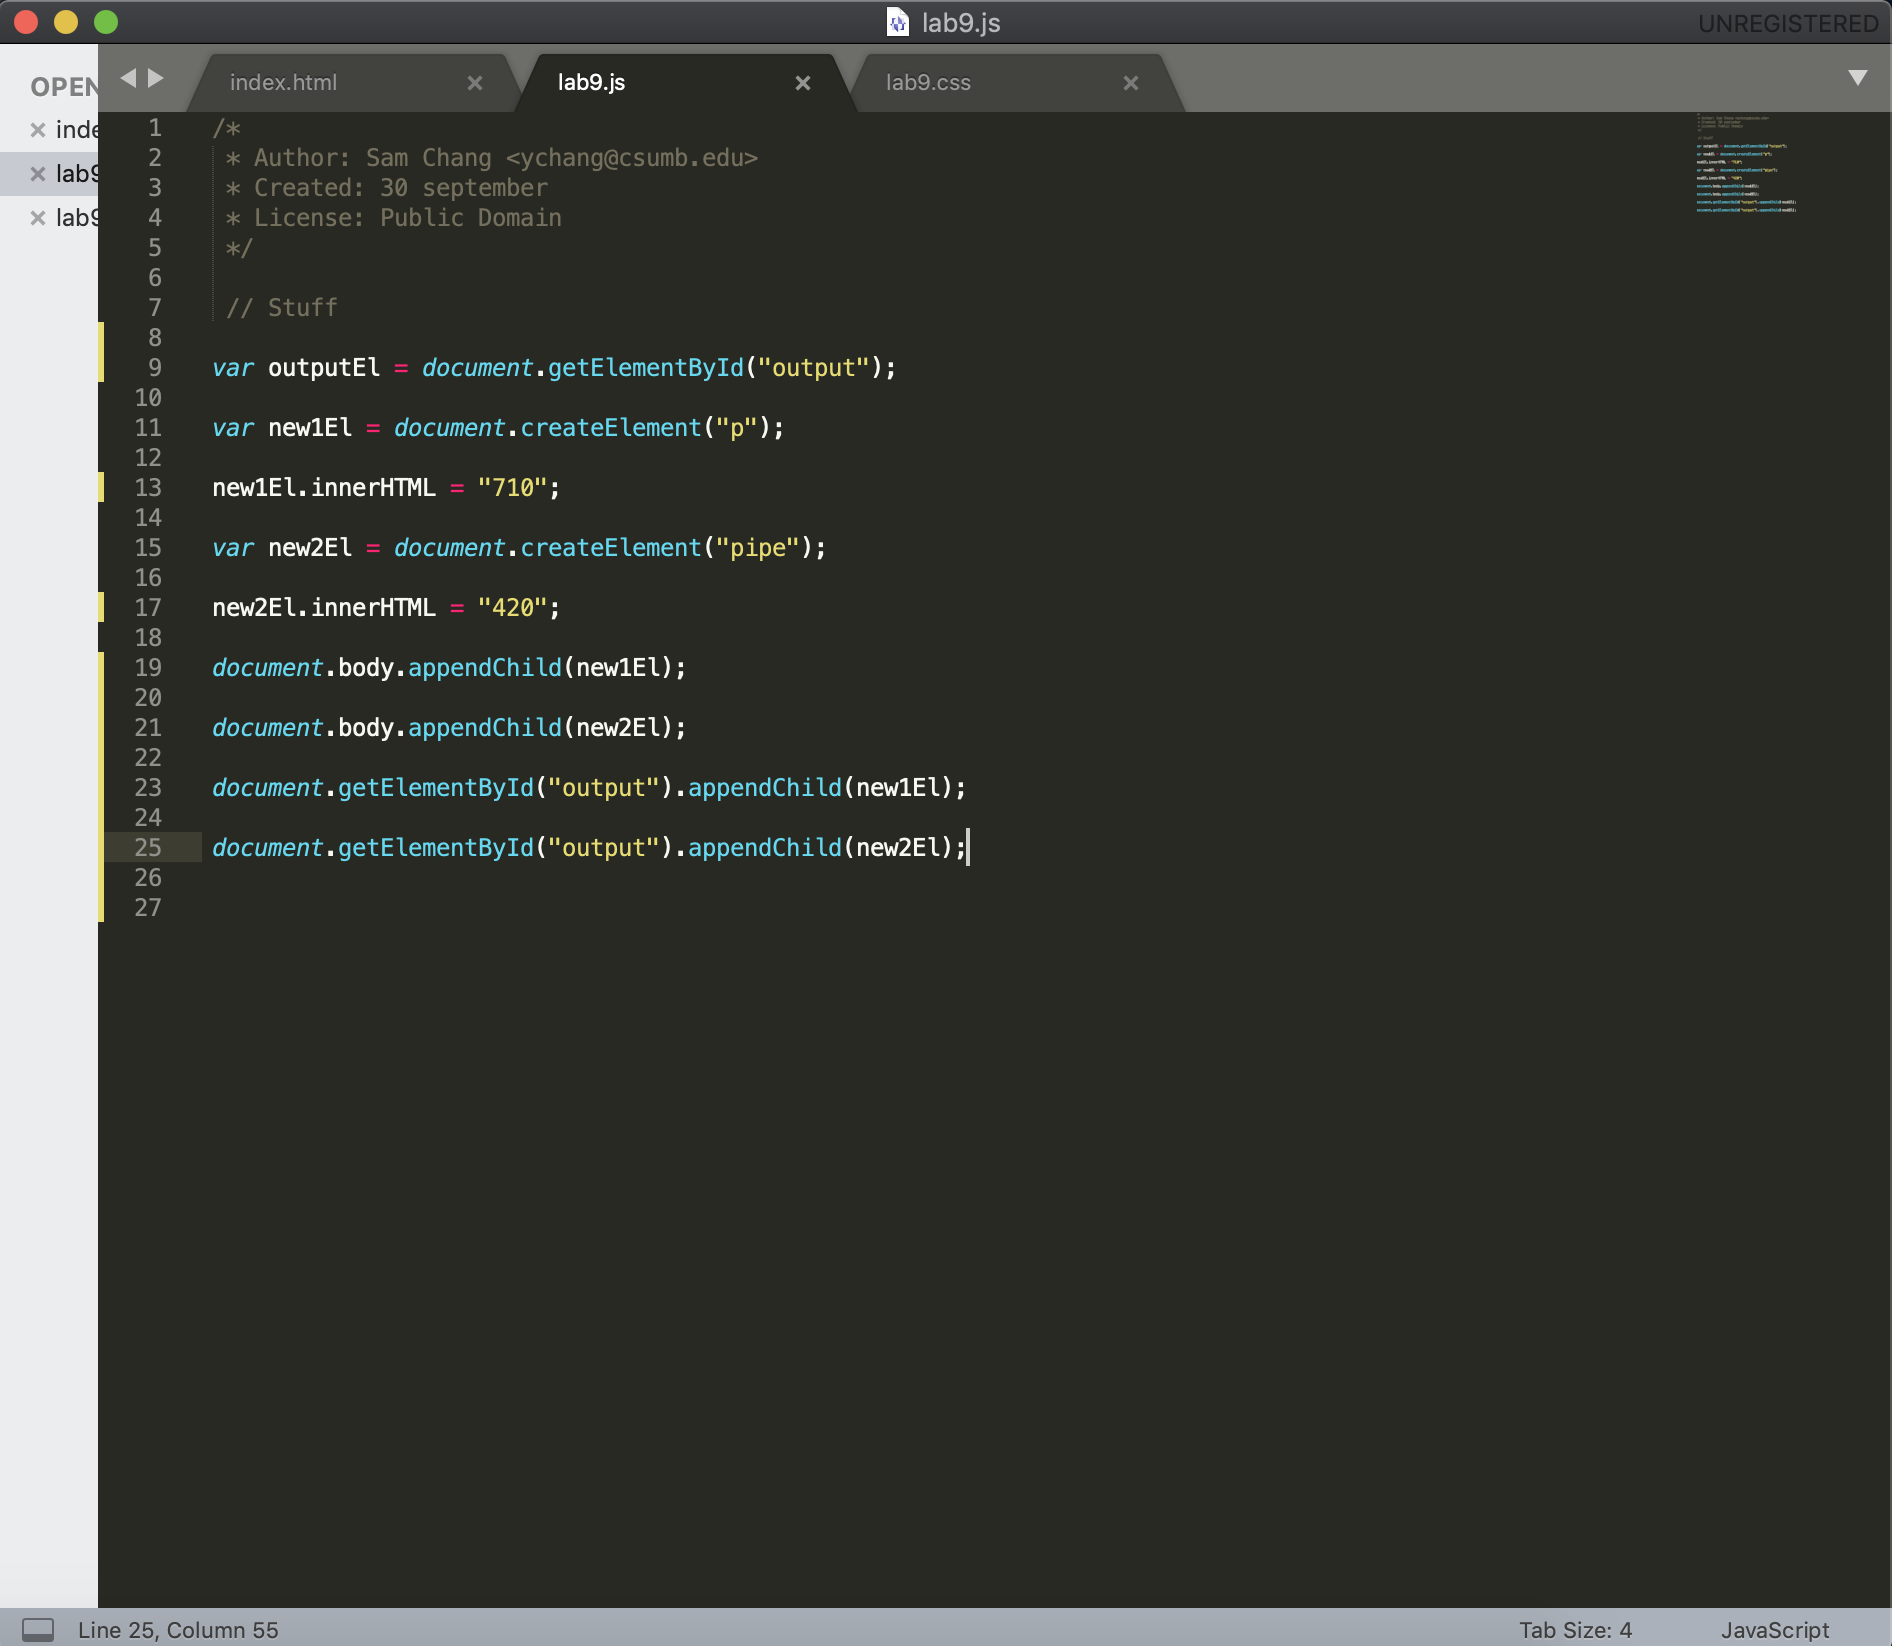 lab9.js
UNREGISTERED
OPEN
index.html
lab9.js
lab9.css
inde
lab9
lab9
1 /*
2 * Author: Sam Chang <ychang@csumb.edu>
3 * Created: 30 september
4 * License: Public Domain
5 */
6
7 // Stuff
8
9 var outputEl = document.getElementById("output");
10
11 var new1El = document.createElement("p");
12
13 new1El.innerHTML = "710";
14
15 var new2El = document.createElement("pipe");
16
17 new2El.innerHTML = "420";
18
19 document.body.appendChild(new1El);
20
21 document.body.appendChild(new2El);
22
23 document.getElementById("output").appendChild(new1El);
24
25 document.getElementById("output").appendChild(new2El);
26
27
Line 25, Column 55
Tab Size: 4
JavaScript